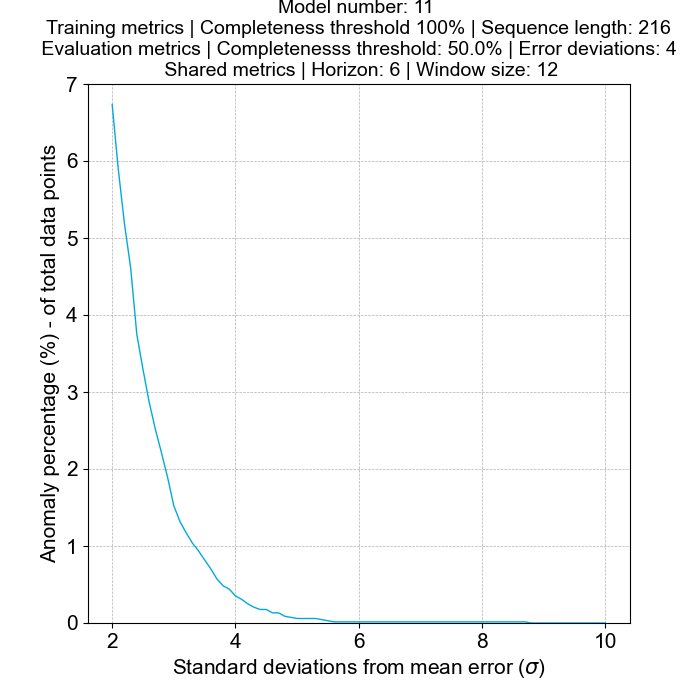 Model number: 11
Training metrics | Completeness threshold 100% | Sequence length: 216
Evaluation metrics | Completenesss threshold: 50.0% | Error deviations: 4
Shared metrics | Horizon: 6 | Window size: 12
Anomaly percentage (%) - of total data points
7
6
5
4
3
2
1
0
2 4 6 8 10
Standard deviations from mean error (σ)